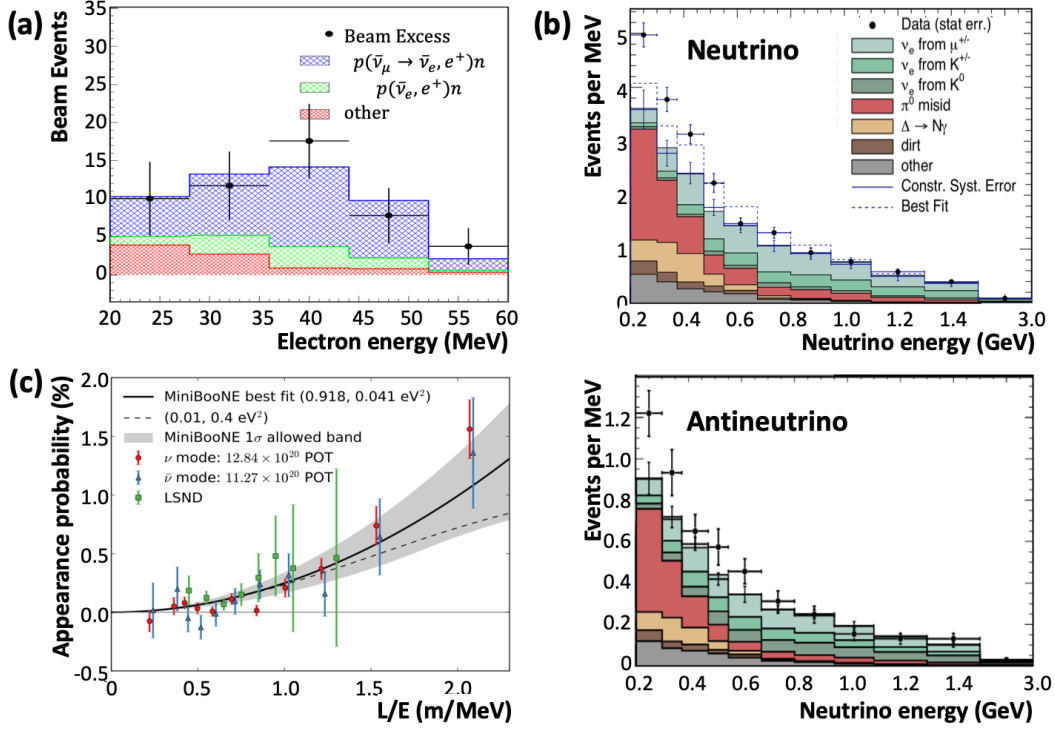 (a)
Beam Events
35
30
25
20
15
10
5
0
Beam Excess
p(ν̄_μ → ν̄_e, e⁺)n
p(ν̄_e, e⁺)n
other
20 25 30 35 40 45 50 55 60
Electron energy (MeV)
(b)
Neutrino
Events per MeV
5
4
3
2
1
0
Data (stat err.)
ν_e from μ^{+/-}
ν_e from K^{+/-}
ν_e from K⁰
π⁰ misid
Δ → Nγ
dirt
other
Constr. Syst. Error
Best Fit
0.2 0.4 0.6 0.8 1.0 1.2 1.4 3.0
Neutrino energy (GeV)
(c)
Appearance probability (%)
2.0
1.5
1.0
0.5
0.0
-0.5
MiniBooNE best fit (0.918, 0.041 eV²)
(0.01, 0.4 eV²)
MiniBooNE 1σ allowed band
ν mode: 12.84 × 10²⁰ POT
ν̄ mode: 11.27 × 10²⁰ POT
LSND
0 0.5 1.0 1.5 2.0
L/E (m/MeV)
Antineutrino
Events per MeV
1.2
1.0
0.8
0.6
0.4
0.2
0
0.2 0.4 0.6 0.8 1.0 1.2 1.4 3.0
Neutrino energy (GeV)